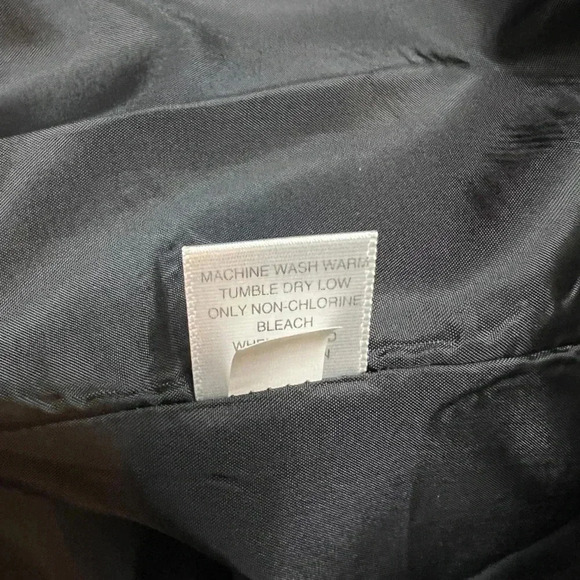 MACHINE WASH WARM
TUMBLE DRY LOW
ONLY NON-CHLORINE
BLEACH